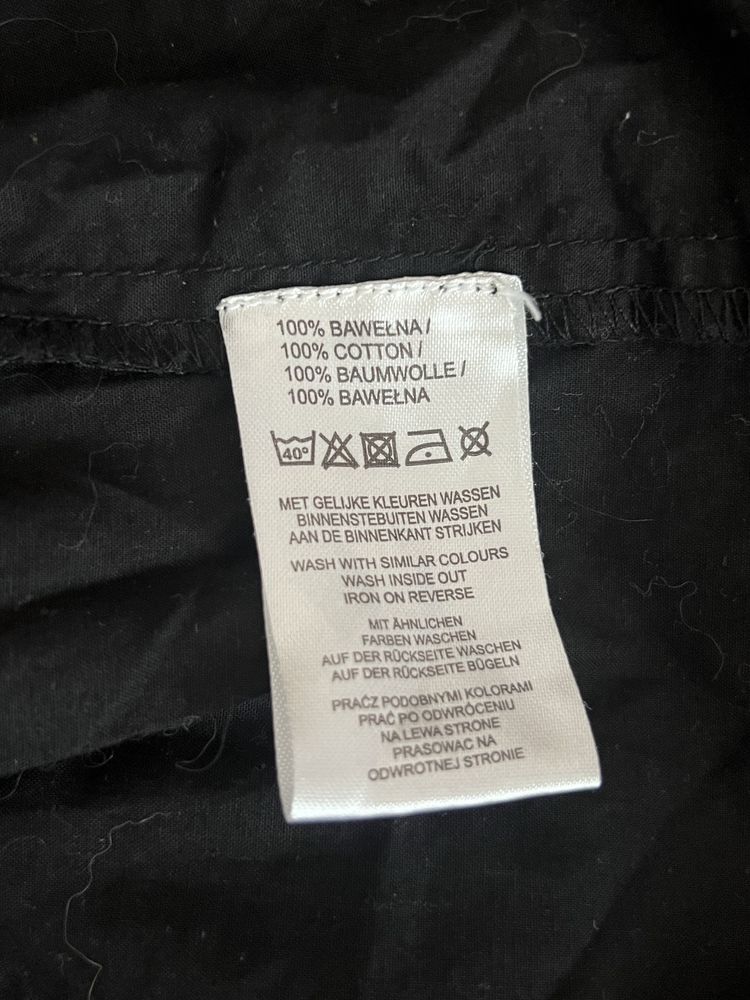 100% BAWEŁNA /
100% COTTON /
100% BAUMWOLLE /
100% BAWEŁNA
40°
MET GELIJKE KLEUREN WASSEN
BINNENSTEBUITEN WASSEN
AAN DE BINNENKANT STRIJKEN
WASH WITH SIMILAR COLOURS
WASH INSIDE OUT
IRON ON REVERSE
MIT ÄHNLICHEN
FARBEN WASCHEN
AUF DER RÜCKSEITE WASCHEN
AUF DER RÜCKSEITE BÜGELN
PRACZ PODOBNYMI KOLORAMI
PRAĆ PO ODWRÓCENIU
NA LEWA STRONE
PRASOWAC NA
ODWROTNEJ STRONIE